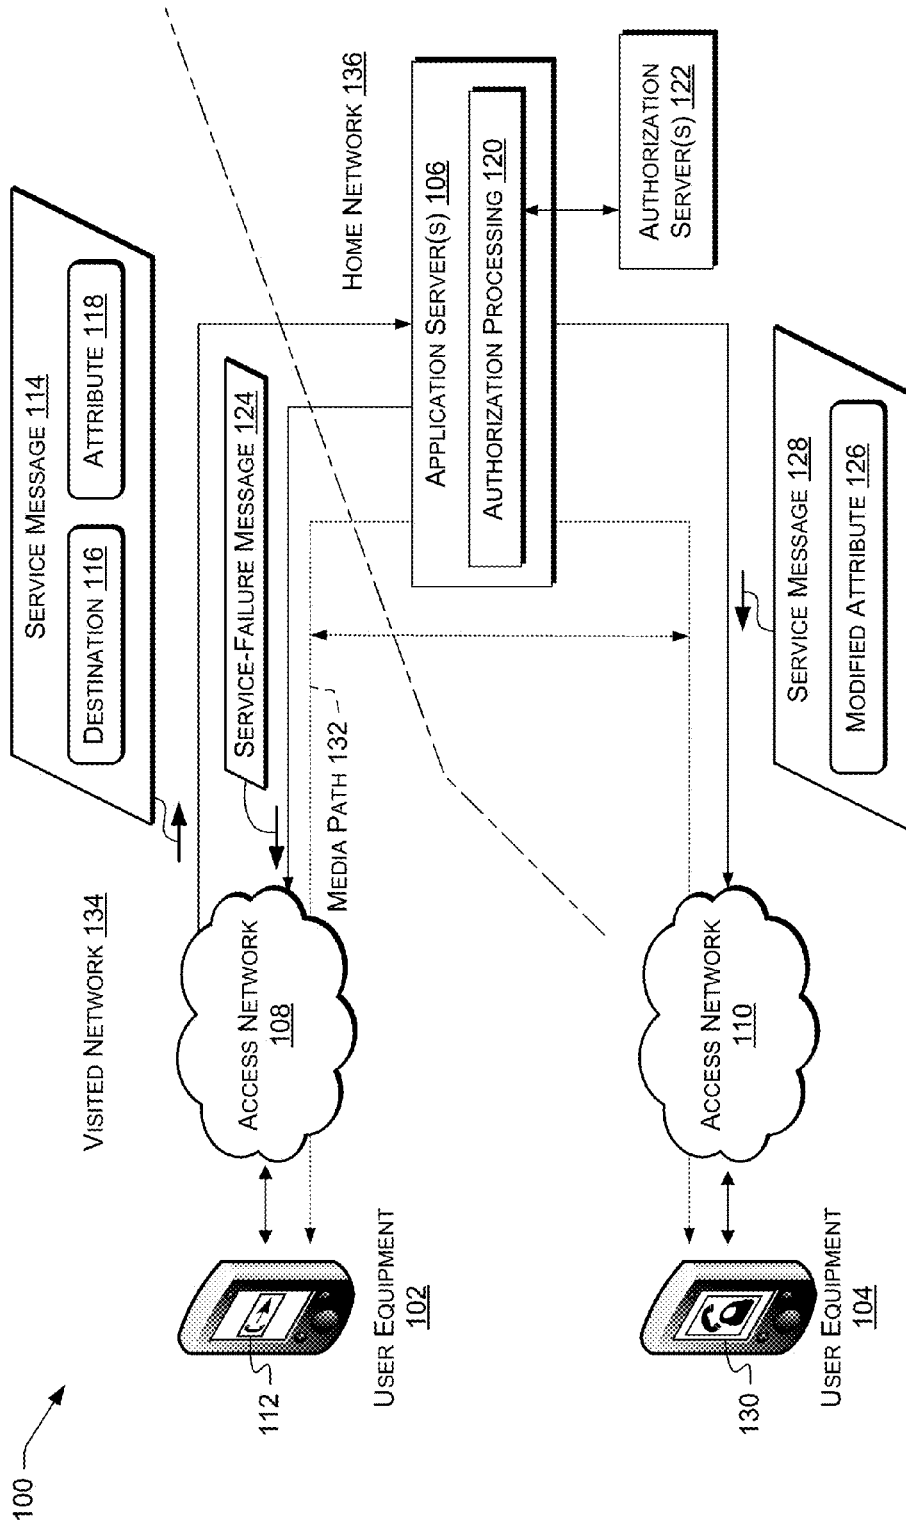 100
VISITED NETWORK 134
SERVICE MESSAGE 114
DESTINATION 116
ATTRIBUTE 118
SERVICE-FAILURE MESSAGE 124
HOME NETWORK 136
112
USER EQUIPMENT
102
ACCESS NETWORK
108
MEDIA PATH 132
APPLICATION SERVER(S) 106
AUTHORIZATION PROCESSING 120
AUTHORIZATION
SERVER(S) 122
130
USER EQUIPMENT
104
ACCESS NETWORK
110
SERVICE MESSAGE 128
MODIFIED ATTRIBUTE 126